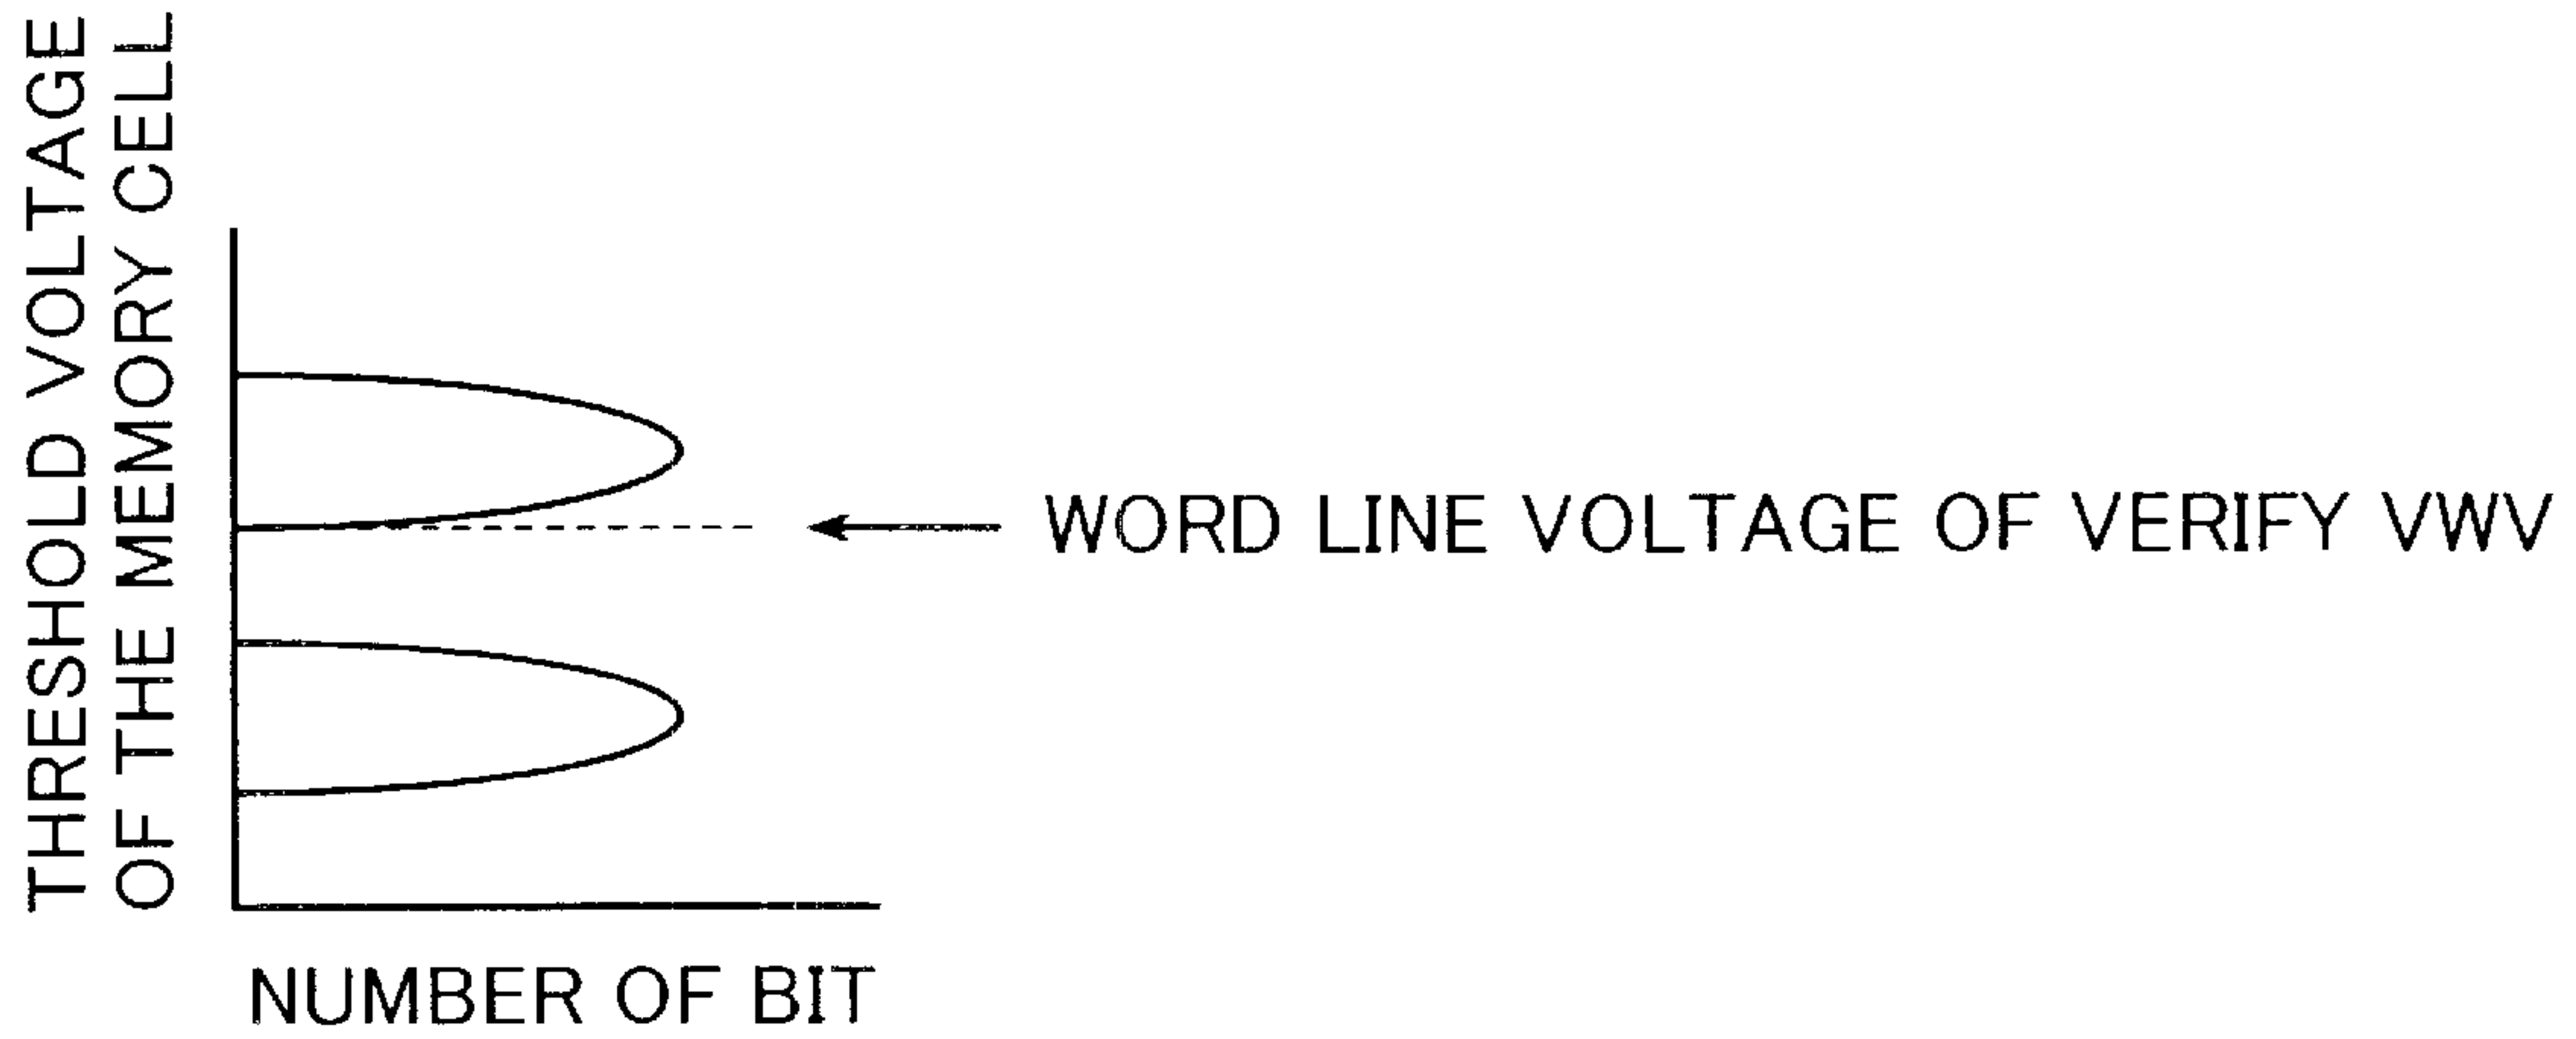 THRESHOLD VOLTAGE
OF THE MEMORY CELL
WORD LINE VOLTAGE OF VERIFY VWV
NUMBER OF BIT